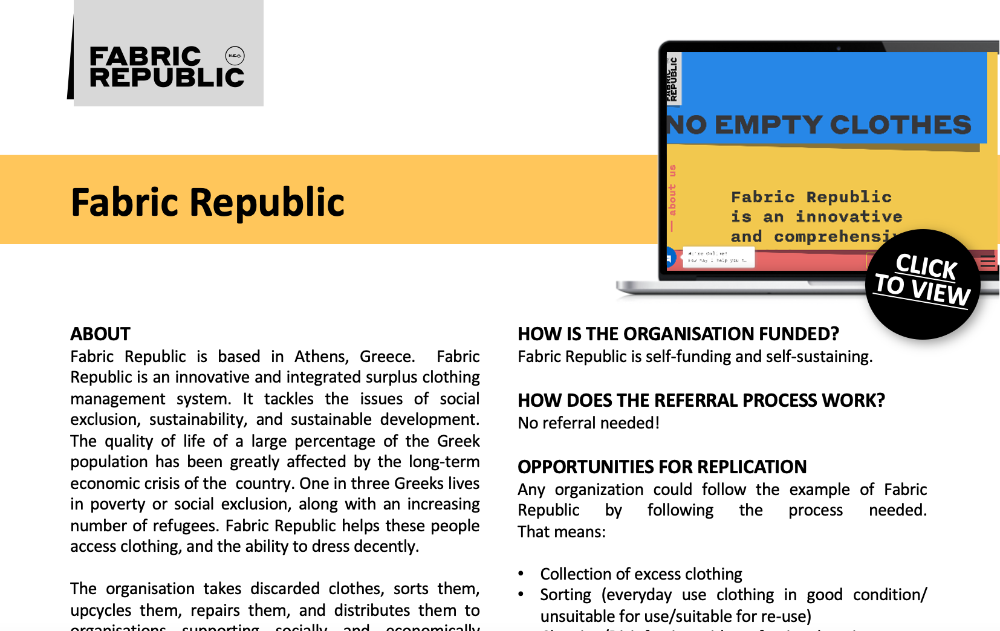 FABRIC
REPUBLIC
N.E.C.
FABRIC
REPUBLIC
NO EMPTY CLOTHES
— about us
Fabric Republic
is an innovative
and comprehensiv
We're Online!
How may I help you t...
CLICK
TO VIEW
Fabric Republic
ABOUT
Fabric Republic is based in Athens, Greece. Fabric
Republic is an innovative and integrated surplus clothing
management system. It tackles the issues of social
exclusion, sustainability, and sustainable development.
The quality of life of a large percentage of the Greek
population has been greatly affected by the long-term
economic crisis of the country. One in three Greeks lives
in poverty or social exclusion, along with an increasing
number of refugees. Fabric Republic helps these people
access clothing, and the ability to dress decently.
The organisation takes discarded clothes, sorts them,
upcycles them, repairs them, and distributes them to
organisations supporting socially and economically
HOW IS THE ORGANISATION FUNDED?
Fabric Republic is self-funding and self-sustaining.
HOW DOES THE REFERRAL PROCESS WORK?
No referral needed!
OPPORTUNITIES FOR REPLICATION
Any organization could follow the example of Fabric
Republic by following the process needed.
That means:
• Collection of excess clothing
• Sorting (everyday use clothing in good condition/
unsuitable for use/suitable for re-use)